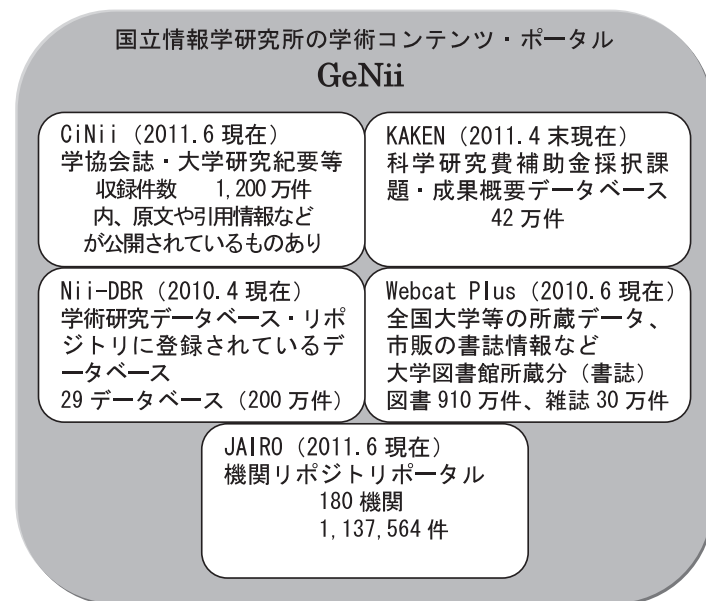 国立情報学研究所の学術コンテンツ・ポータル
GeNii
CiNii（2011.6 現在）
学協会誌・大学研究紀要等
収録件数　1,200 万件
内、原文や引用情報など
が公開されているものあり
KAKEN（2011.4 末現在）
科学研究費補助金採択課
題・成果概要データベース
42 万件
Nii-DBR（2010.4 現在）
学術研究データベース・リポ
ジトリに登録されているデ
ータベース
29 データベース（200 万件）
Webcat Plus（2010.6 現在）
全国大学等の所蔵データ、
市販の書誌情報など
大学図書館所蔵分（書誌）
図書 910 万件、雑誌 30 万件
JAIRO（2011.6 現在）
機関リポジトリポータル
180 機関
1,137,564 件